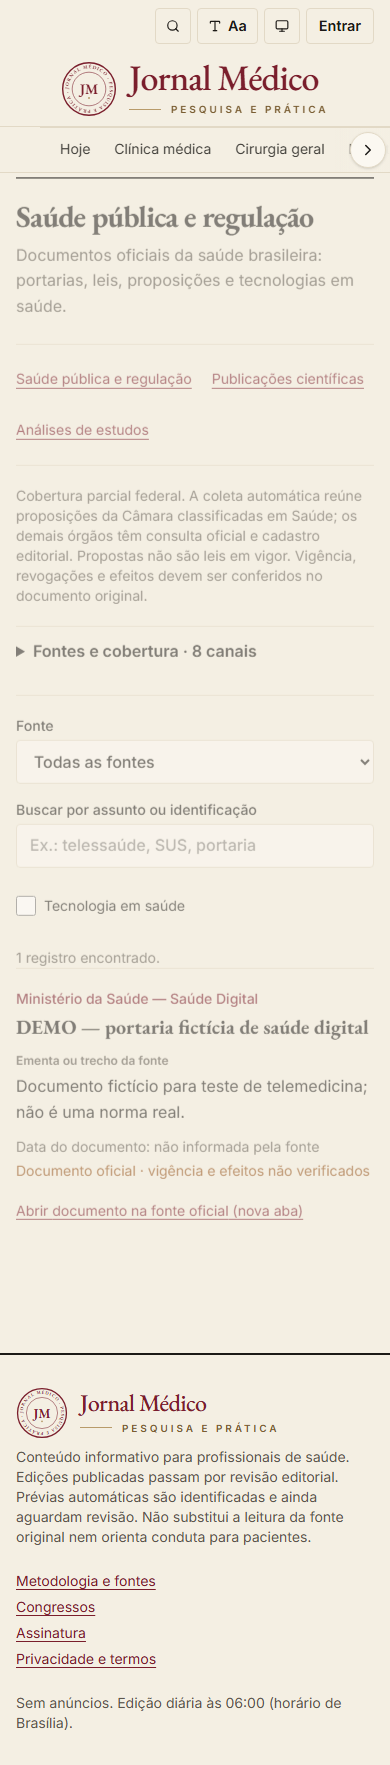 Aa
Entrar
JM
Jornal Médico
PESQUISA E PRÁTICA
Hoje
Clínica médica
Cirurgia geral
Saúde pública e regulação
Documentos oficiais da saúde brasileira:
portarias, leis, proposições e tecnologias em
saúde.
Saúde pública e regulação
Publicações científicas
Análises de estudos
Cobertura parcial federal. A coleta automática reúne
proposições da Câmara classificadas em Saúde; os
demais órgãos têm consulta oficial e cadastro
editorial. Propostas não são leis em vigor. Vigência,
revogações e efeitos devem ser conferidos no
documento original.
Fontes e cobertura · 8 canais
Fonte
Todas as fontes
Buscar por assunto ou identificação
Ex.: telessaúde, SUS, portaria
Tecnologia em saúde
1 registro encontrado.
Ministério da Saúde — Saúde Digital
DEMO — portaria fictícia de saúde digital
Ementa ou trecho da fonte
Documento fictício para teste de telemedicina;
não é uma norma real.
Data do documento: não informada pela fonte
Documento oficial · vigência e efeitos não verificados
Abrir documento na fonte oficial (nova aba)
JM
Jornal Médico
PESQUISA E PRÁTICA
Conteúdo informativo para profissionais de saúde.
Edições publicadas passam por revisão editorial.
Prévias automáticas são identificadas e ainda
aguardam revisão. Não substitui a leitura da fonte
original nem orienta conduta para pacientes.
Metodologia e fontes
Congressos
Assinatura
Privacidade e termos
Sem anúncios. Edição diária às 06:00 (horário de
Brasília).